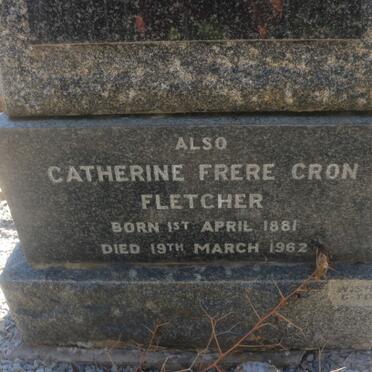 ALSO
CATHERINE FRERE CRON
FLETCHER
BORN 1ST APRIL 1881
DIED 19TH MARCH 1962